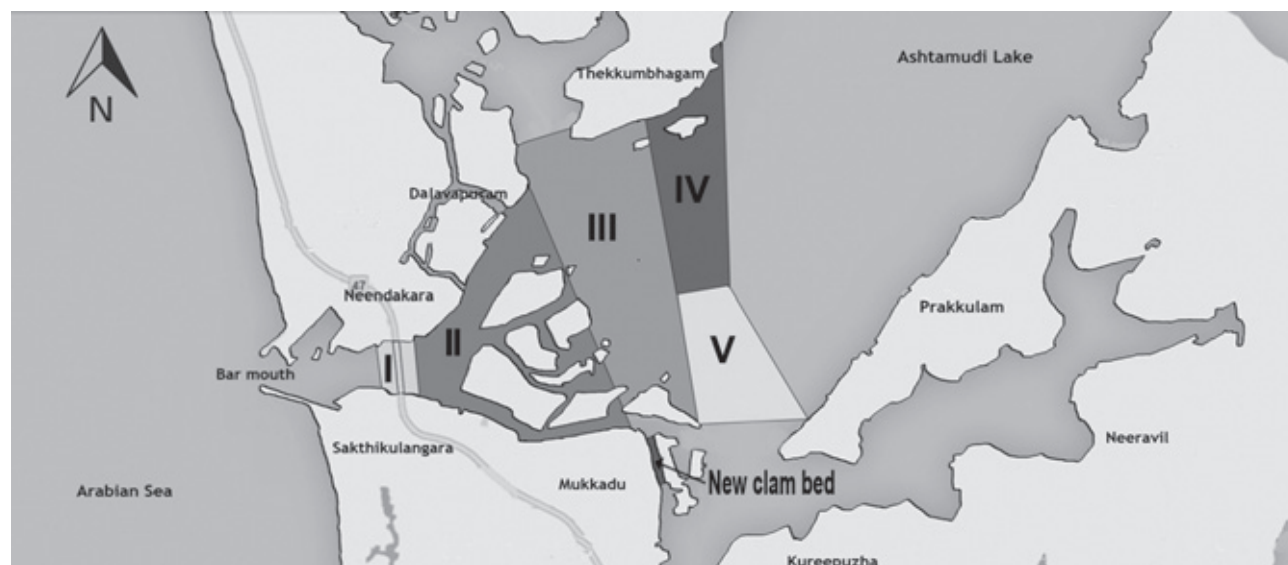 Ashtamudi Lake
Thekkumbhagam
N
IV
Dalavapuram
III
47
Neendakara
Prakkulam
II
V
I
Bar mouth
Sakthikulangara
Neeravil
Mukkadu
New clam bed
Arabian Sea
Kureepuzha